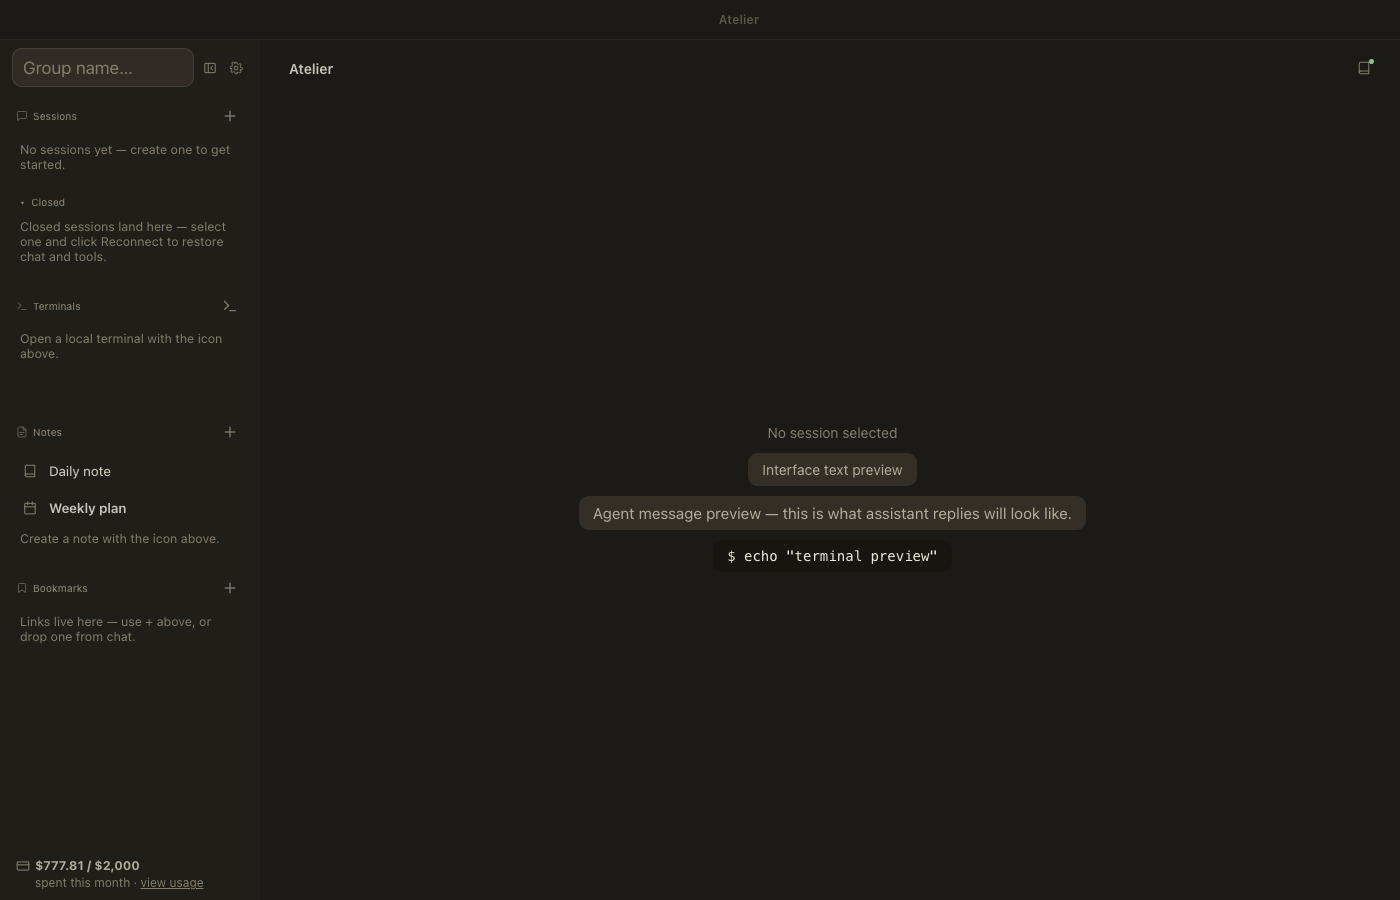 Atelier
Group name...
Atelier
Sessions
No sessions yet — create one to get
started.
Closed
Closed sessions land here — select
one and click Reconnect to restore
chat and tools.
Terminals
Open a local terminal with the icon
above.
Notes
Daily note
Weekly plan
Create a note with the icon above.
Bookmarks
Links live here — use + above, or
drop one from chat.
$777.81 / $2,000
spent this month · view usage
No session selected
Interface text preview
Agent message preview — this is what assistant replies will look like.
$ echo "terminal preview"